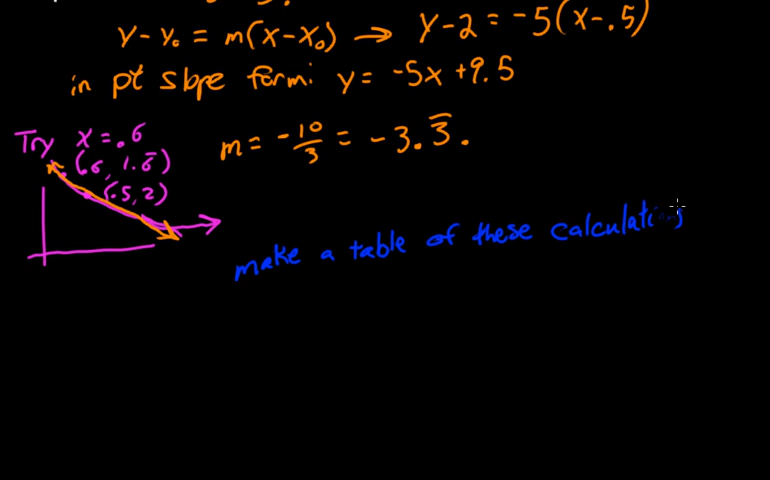 y-y₀ = m(x-x₀) → y-2 = -5(x-.5)
in pt slope form: y = -5x + 9.5
Try x = .6
m = -10/3 = -3.3̅.
(.6, 1.6̅)
(.5, 2)
make a table of these calculations